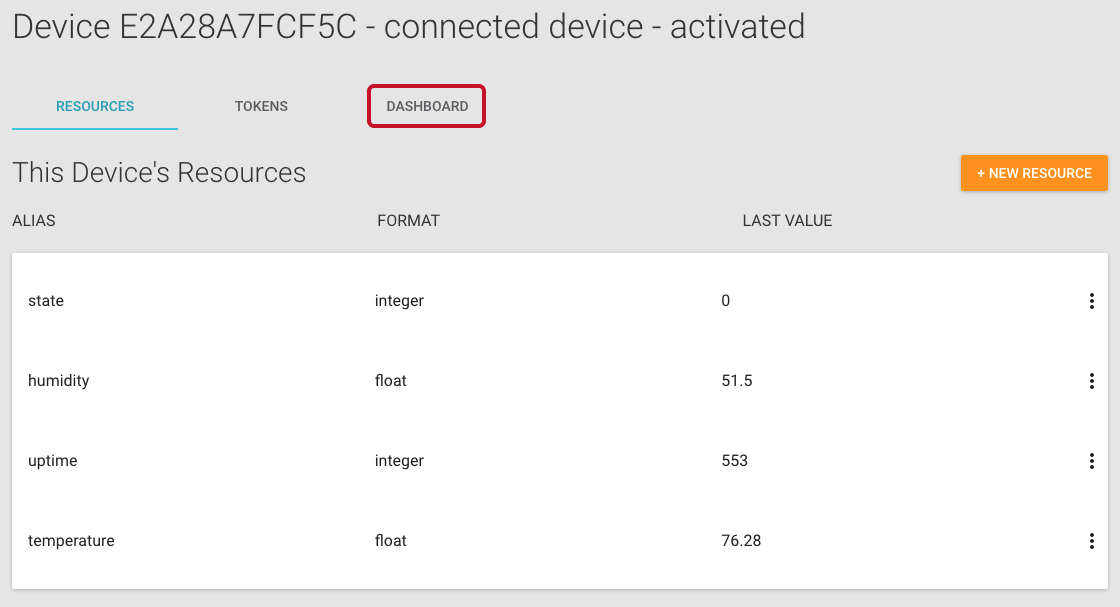 Device E2A28A7FCF5C - connected device - activated
RESOURCES TOKENS DASHBOARD
This Device's Resources + NEW RESOURCE
ALIAS FORMAT LAST VALUE
state integer 0
humidity float 51.5
uptime integer 553
temperature float 76.28